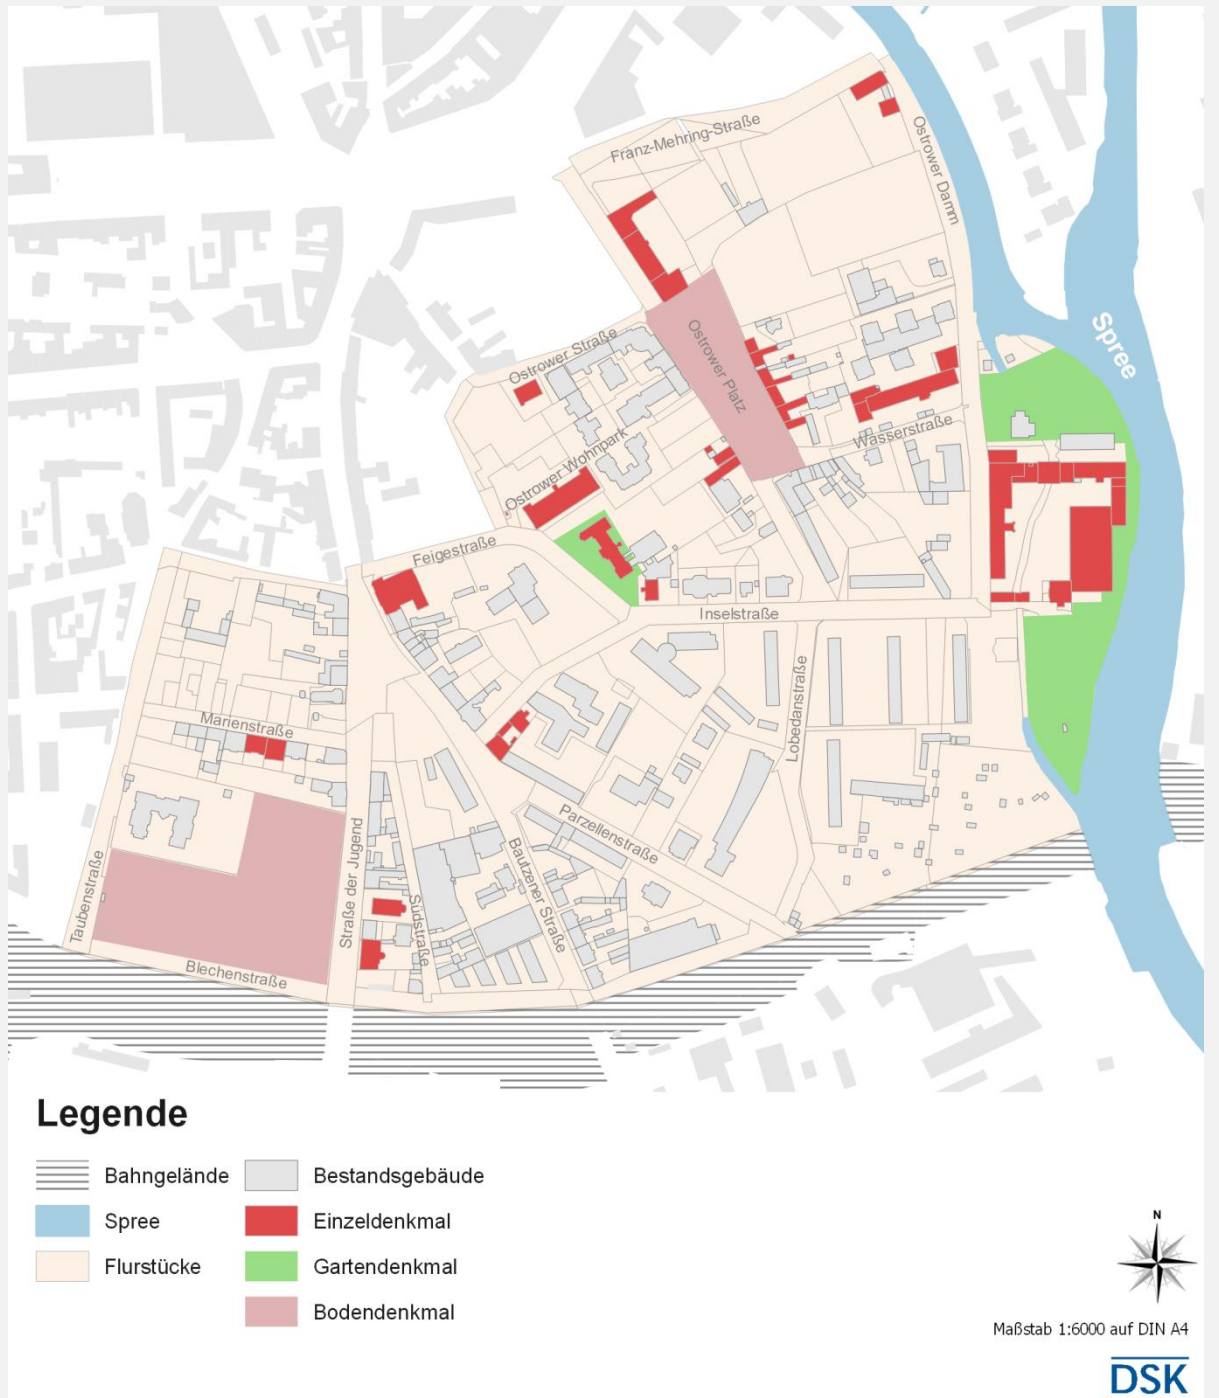 Franz-Mehring-Straße
Ostrower Damm
Spree
Ostrower Straße
Ostrower Platz
Wasserstraße
Ostrower Wohnpark
Feigestraße
Inselstraße
Lobedanstraße
Marienstraße
Parzellenstraße
Bautzener Straße
Straße der Jugend
Südstraße
Taubenstraße
Blechenstraße
Legende
Bahngelände
Bestandsgebäude
Spree
Einzeldenkmal
Flurstücke
Gartendenkmal
Bodendenkmal
N
Maßstab 1:6000 auf DIN A4
DSK